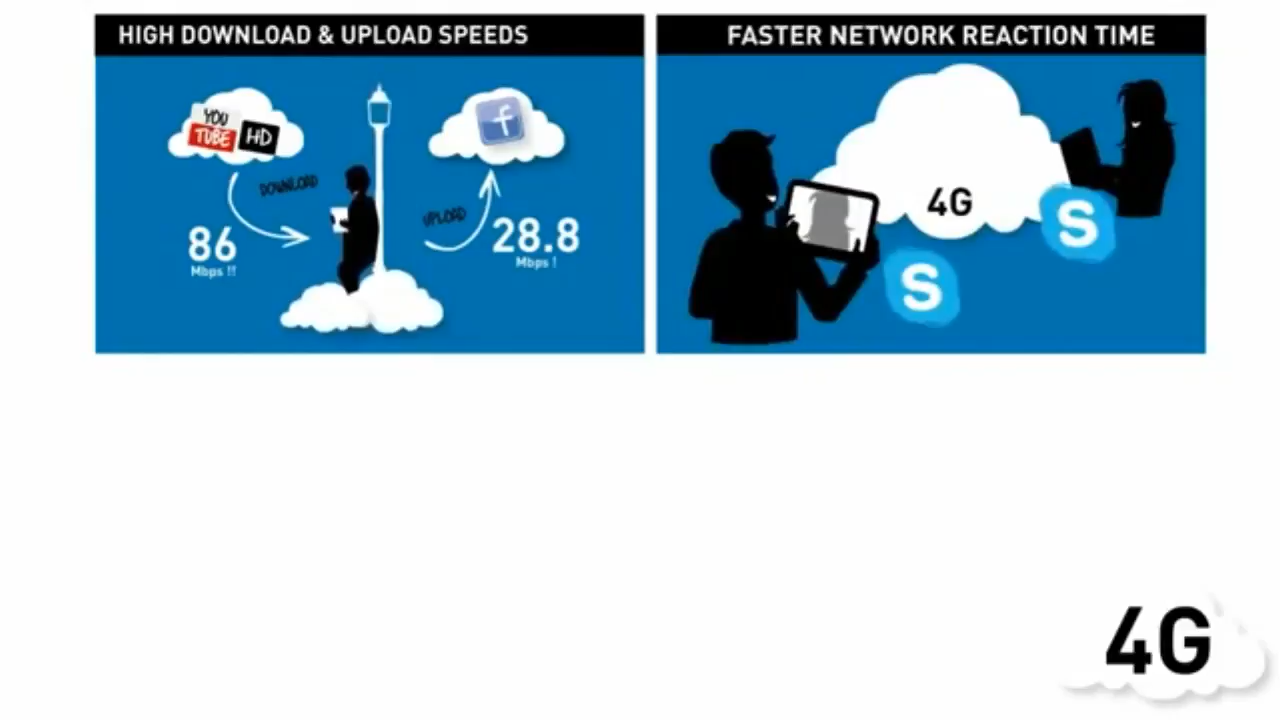 HIGH DOWNLOAD & UPLOAD SPEEDS
YOU
TUBE HD
f
DOWNLOAD
UPLOAD
86
Mbps !!
28.8
Mbps !
FASTER NETWORK REACTION TIME
4G
S
S
4G